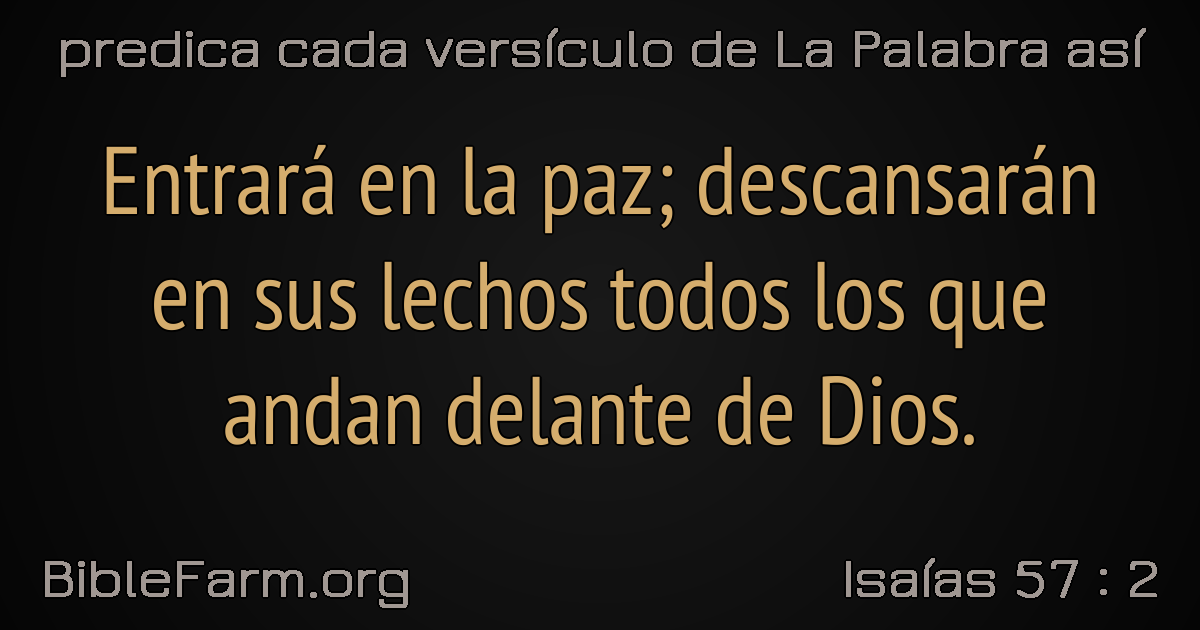 predica cada versículo de La Palabra así
Entrará en la paz; descansarán
en sus lechos todos los que
andan delante de Dios.
BibleFarm.org
Isaías 57 : 2